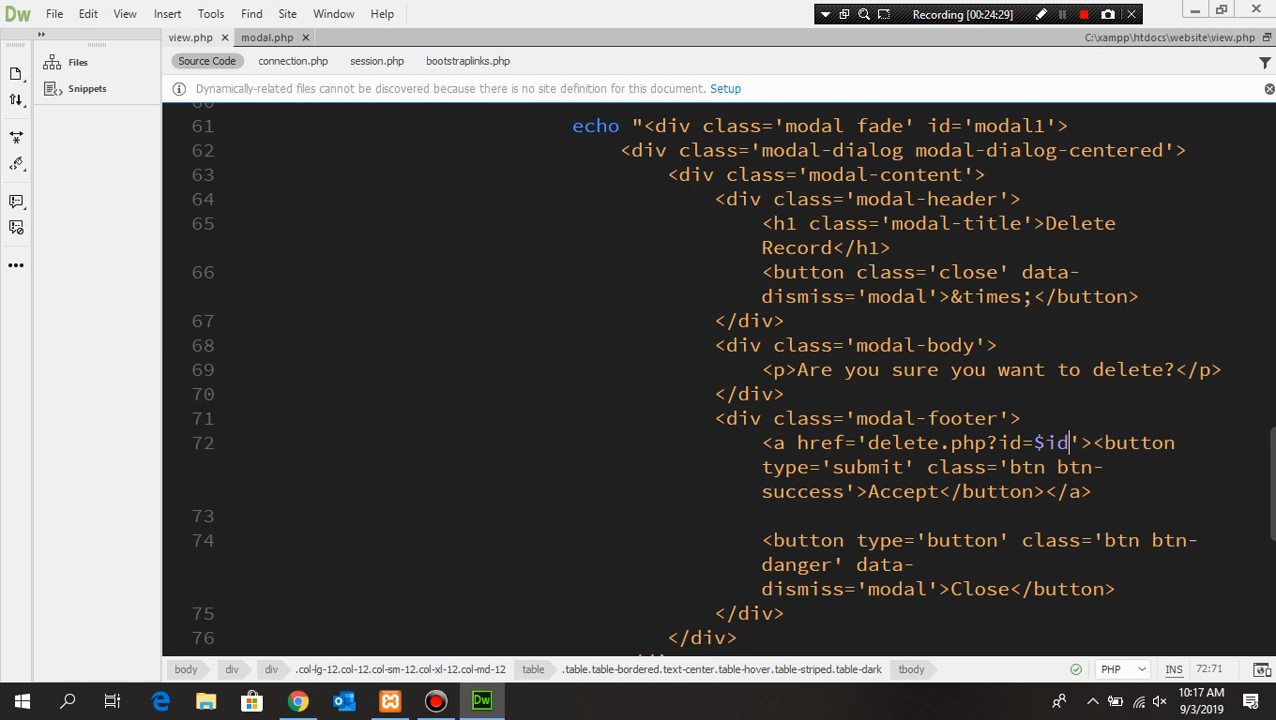 Dw File Edit View Insert Tools Find Site Window Help Recording [00:24:29]
view.php modal.php C:\xampp\htdocs\website\view.php
Files Source Code connection.php session.php bootstraplinks.php
Snippets Dynamically-related files cannot be discovered because there is no site definition for this document. Setup
61 echo "<div class='modal fade' id='modal1'>
62 <div class='modal-dialog modal-dialog-centered'>
63 <div class='modal-content'>
64 <div class='modal-header'>
65 <h1 class='modal-title'>Delete
Record</h1>
66 <button class='close' data-
dismiss='modal'>&times;</button>
67 </div>
68 <div class='modal-body'>
69 <p>Are you sure you want to delete?</p>
70 </div>
71 <div class='modal-footer'>
72 <a href='delete.php?id=$id'><button
type='submit' class='btn btn-
success'>Accept</button></a>
73
74 <button type='button' class='btn btn-
danger' data-
dismiss='modal'>Close</button>
75 </div>
76 </div>
body div div .col-lg-12.col-12.col-sm-12.col-xl-12.col-md-12 table .table.table-bordered.text-center.table-hover.table-striped.table-dark tbody PHP INS 72:71
10:17 AM
9/3/2019